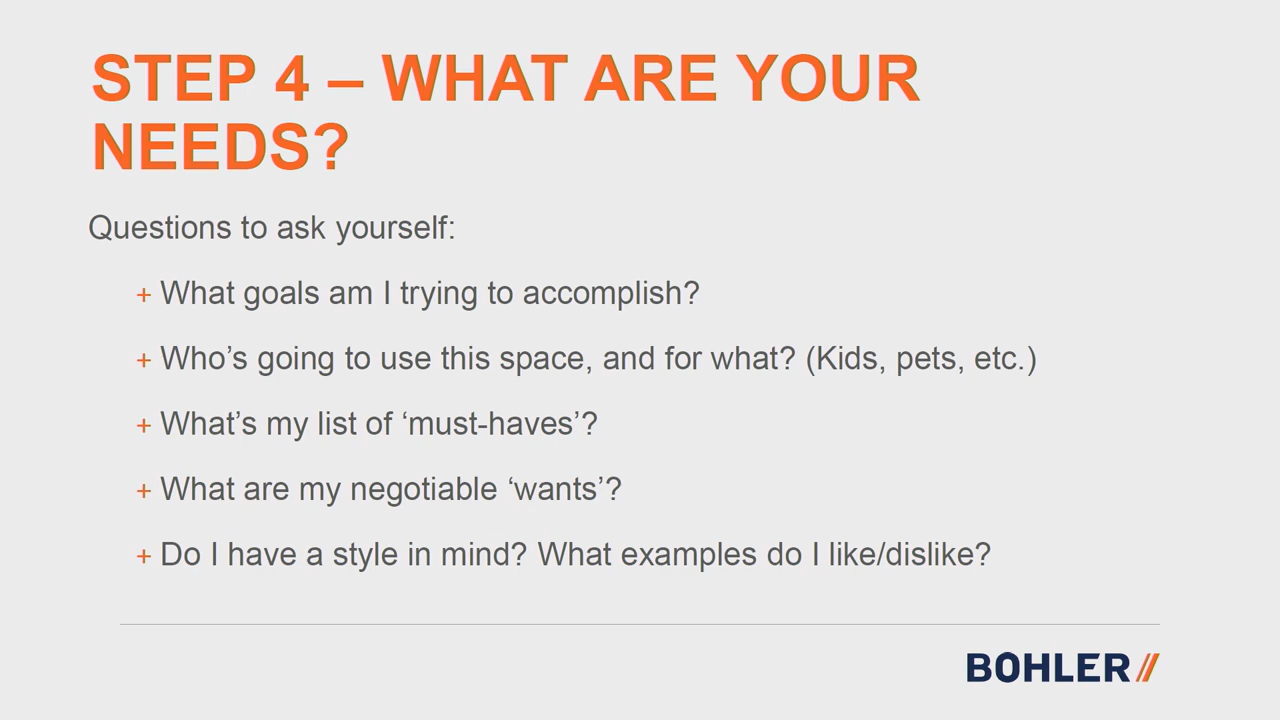 STEP 4 – WHAT ARE YOUR
NEEDS?
Questions to ask yourself:
+ What goals am I trying to accomplish?
+ Who’s going to use this space, and for what? (Kids, pets, etc.)
+ What’s my list of ‘must-haves’?
+ What are my negotiable ‘wants’?
+ Do I have a style in mind? What examples do I like/dislike?
BOHLER//